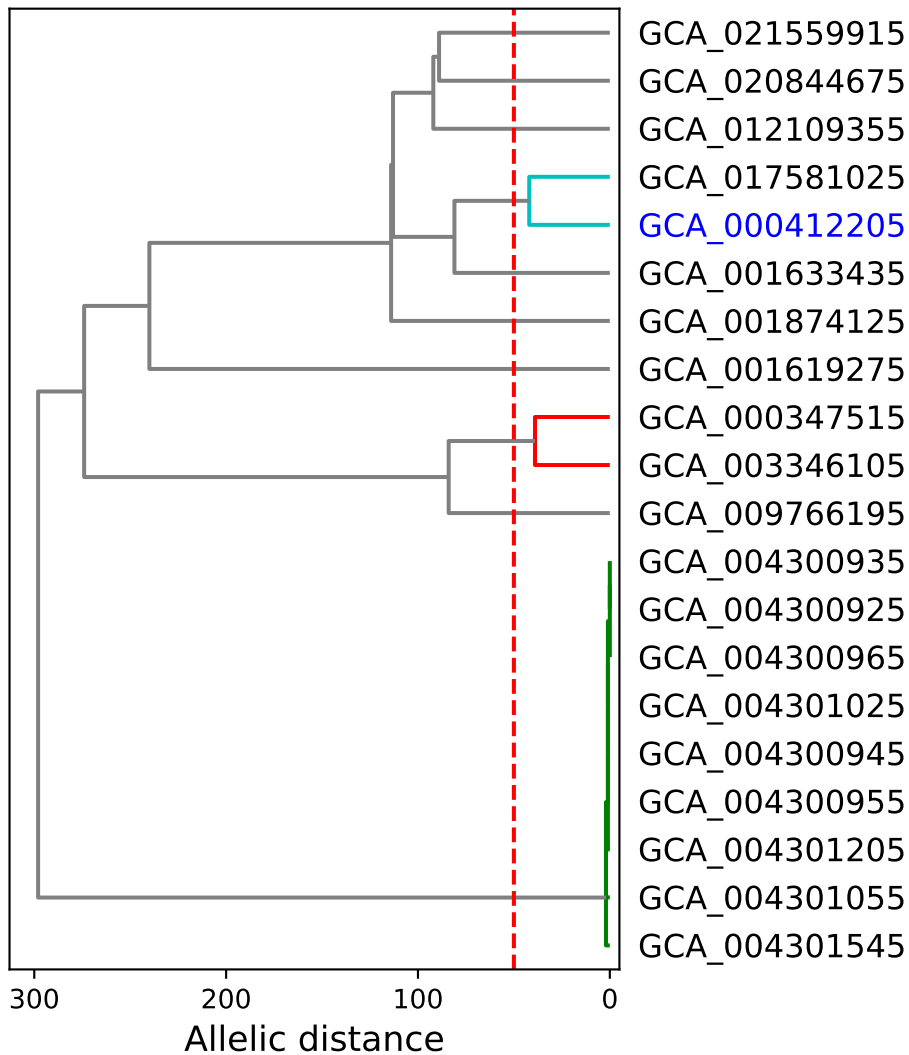 GCA_021559915
GCA_020844675
GCA_012109355
GCA_017581025
GCA_000412205
GCA_001633435
GCA_001874125
GCA_001619275
GCA_000347515
GCA_003346105
GCA_009766195
GCA_004300935
GCA_004300925
GCA_004300965
GCA_004301025
GCA_004300945
GCA_004300955
GCA_004301205
GCA_004301055
GCA_004301545
300 200 100 0
Allelic distance